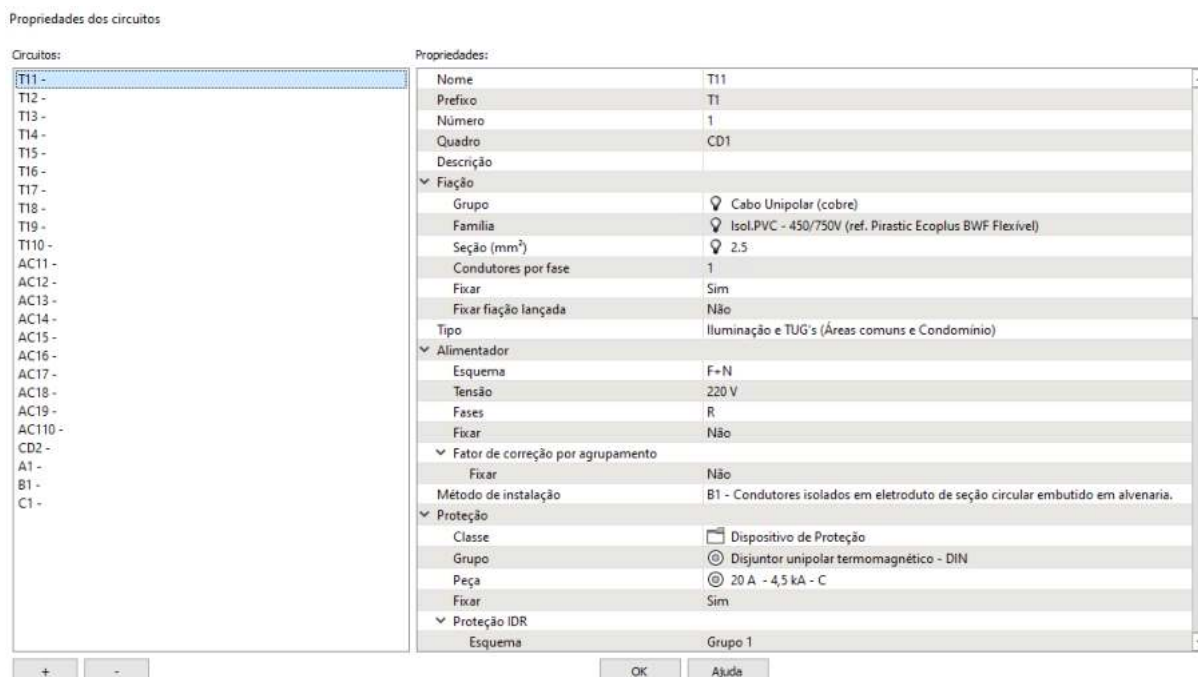 Propriedades dos circuitos
Circuitos:
T11 -
T12 -
T13 -
T14 -
T15 -
T16 -
T17 -
T18 -
T19 -
T110 -
AC11 -
AC12 -
AC13 -
AC14 -
AC15 -
AC16 -
AC17 -
AC18 -
AC19 -
AC110 -
CD2 -
A1 -
B1 -
C1 -
+ -
Propriedades:
Nome T11
Prefixo T1
Número 1
Quadro CD1
Descrição
Fiação
Grupo Cabo Unipolar (cobre)
Família Isol.PVC - 450/750V (ref. Pirastic Ecoplus BWF Flexível)
Seção (mm²) 2.5
Condutores por fase 1
Fixar Sim
Fixar fiação lançada Não
Tipo Iluminação e TUG's (Áreas comuns e Condomínio)
Alimentador
Esquema F+N
Tensão 220 V
Fases R
Fixar Não
Fator de correção por agrupamento
Fixar Não
Método de instalação B1 - Condutores isolados em eletroduto de seção circular embutido em alvenaria.
Proteção
Classe Dispositivo de Proteção
Grupo Disjuntor unipolar termomagnético - DIN
Peça 20 A - 4,5 kA - C
Fixar Sim
Proteção IDR
Esquema Grupo 1
OK Ajuda